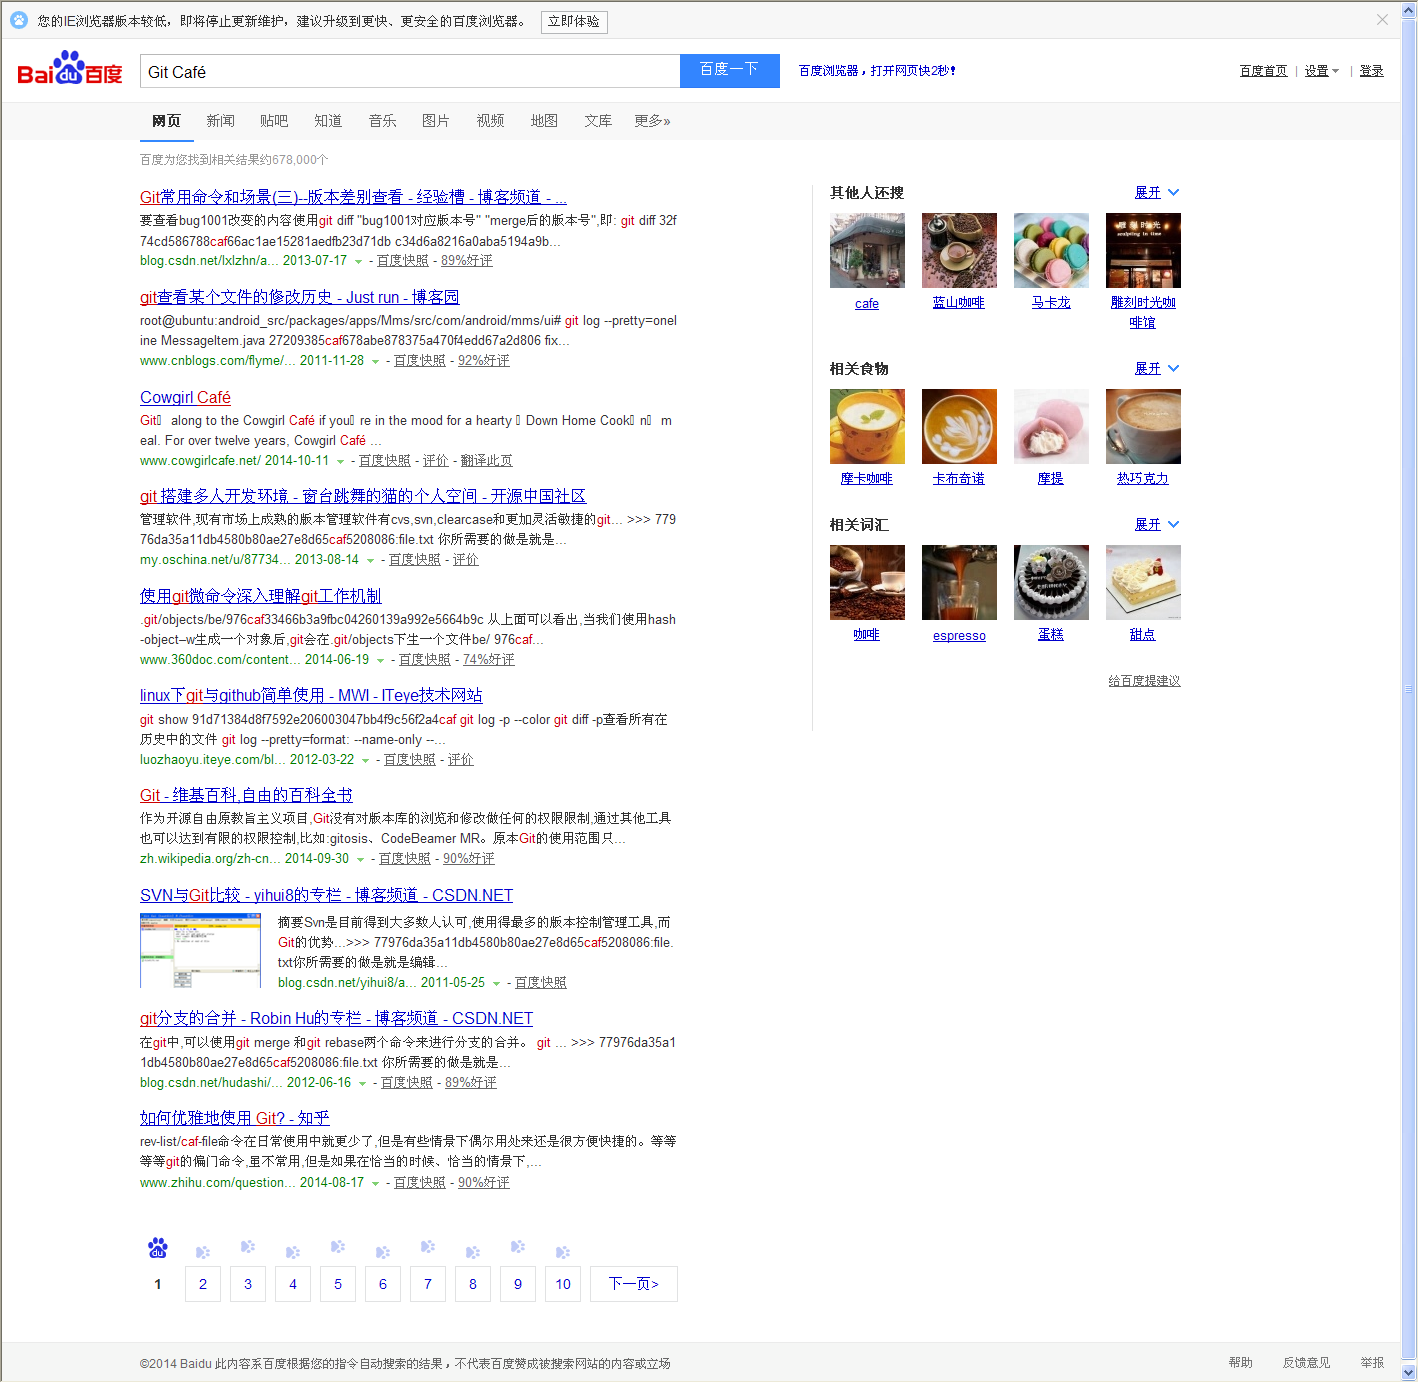 您的IE浏览器版本较低，即将停止更新维护，建议升级到更快、更安全的百度浏览器。 立即体验
Bai du 百度
Git Café 百度一下 百度浏览器，打开网页快2秒！ 百度首页 | 设置 | 登录
网页 新闻 贴吧 知道 音乐 图片 视频 地图 文库 更多»
百度为您找到相关结果约678,000个
Git常用命令和场景(三)--版本差别查看 - 经验槽 - 博客频道 - ...
要查看bug1001改变的内容使用git diff "bug1001对应版本号" "merge后的版本号",即: git diff 32f
74cd586788caf66ac1ae15281aedfb23d71db c34d6a8216a0aba5194a9b...
blog.csdn.net/lxlzhn/a... 2013-07-17 - 百度快照 - 89%好评
git查看某个文件的修改历史 - Just run - 博客园
root@ubuntu:android_src/packages/apps/Mms/src/com/android/mms/ui# git log --pretty=onel
ine MessageItem.java 27209385caf678abe878375a470f4edd67a2d806 fix...
www.cnblogs.com/flyme/... 2011-11-28 - 百度快照 - 92%好评
Cowgirl Café
Git along to the Cowgirl Café if you re in the mood for a hearty Down Home Cook n m
eal. For over twelve years, Cowgirl Café ...
www.cowgirlcafe.net/ 2014-10-11 - 百度快照 - 评价 - 翻译此页
git 搭建多人开发环境 - 窗台跳舞的猫的个人空间 - 开源中国社区
管理软件,现有市场上成熟的版本管理软件有cvs,svn,clearcase和更加灵活敏捷的git... >>> 779
76da35a11db4580b80ae27e8d65caf5208086:file.txt 你所需要的做是就是...
my.oschina.net/u/87734... 2013-08-14 - 百度快照 - 评价
使用git微命令深入理解git工作机制
.git/objects/be/976caf33466b3a9fbc04260139a992e5664b9c 从上面可以看出,当我们使用hash
-object–w生成一个对象后,git会在.git/objects下生一个文件be/ 976caf...
www.360doc.com/content... 2014-06-19 - 百度快照 - 74%好评
linux下git与github简单使用 - MWI - ITeye技术网站
git show 91d71384d8f7592e206003047bb4f9c56f2a4caf git log -p --color git diff -p查看所有在
历史中的文件 git log --pretty=format: --name-only --...
luozhaoyu.iteye.com/bl... 2012-03-22 - 百度快照 - 评价
Git - 维基百科,自由的百科全书
作为开源自由原教旨主义项目,Git没有对版本库的浏览和修改做任何的权限限制,通过其他工具
也可以达到有限的权限控制,比如:gitosis、CodeBeamer MR。原本Git的使用范围只...
zh.wikipedia.org/zh-cn... 2014-09-30 - 百度快照 - 90%好评
SVN与Git比较 - yihui8的专栏 - 博客频道 - CSDN.NET
摘要Svn是目前得到大多数人认可,使用得最多的版本控制管理工具,而
Git的优势...>>> 77976da35a11db4580b80ae27e8d65caf5208086:file.
txt你所需要的做是就是编辑...
blog.csdn.net/yihui8/a... 2011-05-25 - 百度快照
git分支的合并 - Robin Hu的专栏 - 博客频道 - CSDN.NET
在git中,可以使用git merge 和git rebase两个命令来进行分支的合并。 git ... >>> 77976da35a1
1db4580b80ae27e8d65caf5208086:file.txt 你所需要的做是就是...
blog.csdn.net/hudashi/... 2012-06-16 - 百度快照 - 89%好评
如何优雅地使用 Git? - 知乎
rev-list/caf-file命令在日常使用中就更少了,但是有些情景下偶尔用处来还是很方便快捷的。等等
等等git的偏门命令,虽不常用,但是如果在恰当的时候、恰当的情景下,...
www.zhihu.com/question... 2014-08-17 - 百度快照 - 90%好评
其他人还搜 展开
雕刻时光
sculpting in time
cafe 蓝山咖啡 马卡龙 雕刻时光咖
啡馆
相关食物 展开
摩卡咖啡 卡布奇诺 摩提 热巧克力
相关词汇 展开
咖啡 espresso 蛋糕 甜点
给百度提建议
du
1 2 3 4 5 6 7 8 9 10 下一页>
©2014 Baidu 此内容系百度根据您的指令自动搜索的结果，不代表百度赞成被搜索网站的内容或立场 帮助 反馈意见 举报